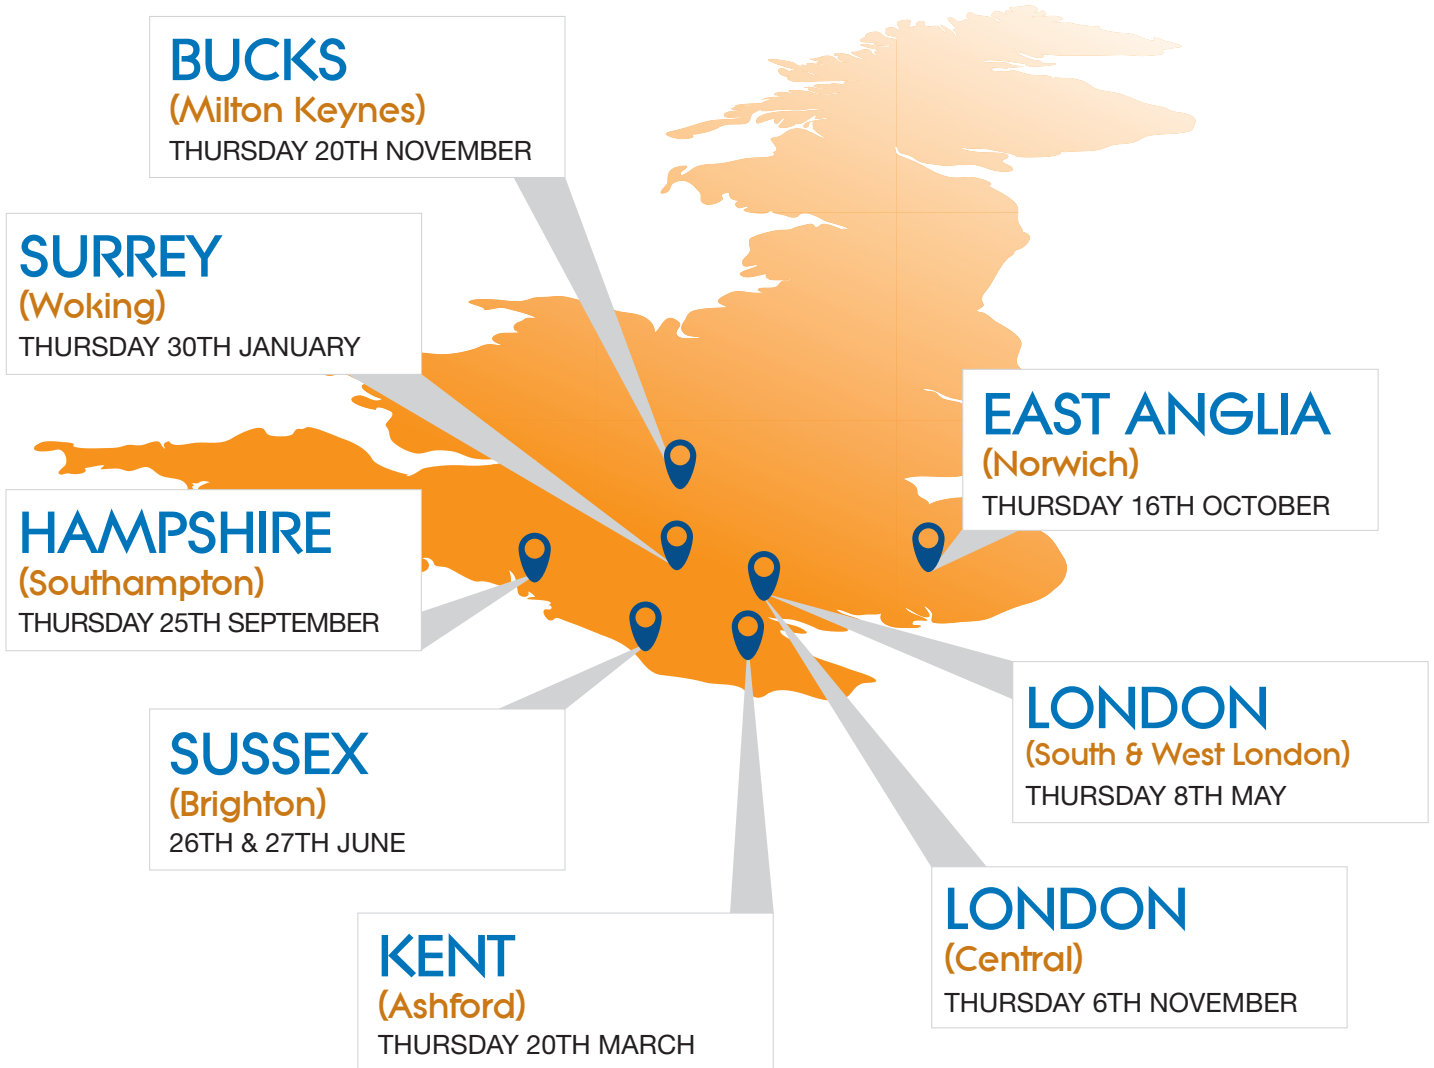 BUCKS
(Milton Keynes)
THURSDAY 20TH NOVEMBER
SURREY
(Woking)
THURSDAY 30TH JANUARY
EAST ANGLIA
(Norwich)
THURSDAY 16TH OCTOBER
HAMPSHIRE
(Southampton)
THURSDAY 25TH SEPTEMBER
LONDON
(South & West London)
THURSDAY 8TH MAY
SUSSEX
(Brighton)
26TH & 27TH JUNE
LONDON
(Central)
THURSDAY 6TH NOVEMBER
KENT
(Ashford)
THURSDAY 20TH MARCH